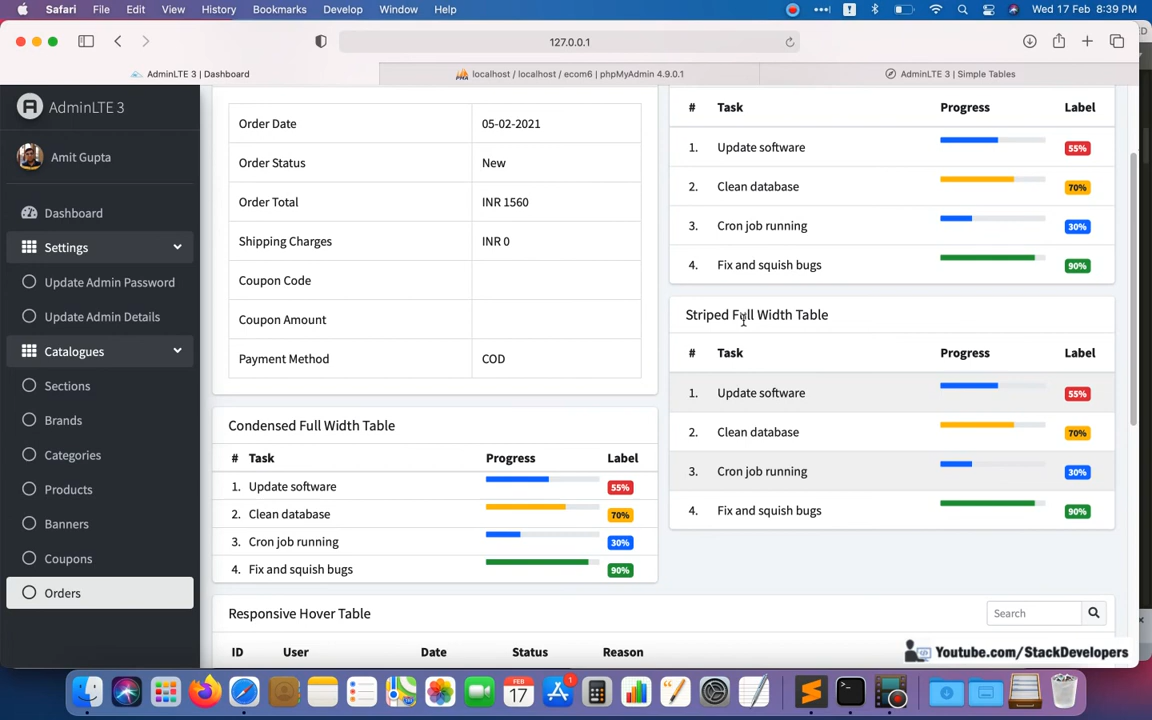 Safari File Edit View History Bookmarks Develop Window Help Wed 17 Feb 8:39 PM
127.0.0.1
AdminLTE 3 | Dashboard
localhost / localhost / ecom6 | phpMyAdmin 4.9.0.1
AdminLTE 3 | Simple Tables
AdminLTE 3
Amit Gupta
Dashboard
Settings
Update Admin Password
Update Admin Details
Catalogues
Sections
Brands
Categories
Products
Banners
Coupons
Orders
Order Date 05-02-2021
Order Status New
Order Total INR 1560
Shipping Charges INR 0
Coupon Code
Coupon Amount
Payment Method COD
Condensed Full Width Table
# Task Progress Label
1. Update software 55%
2. Clean database 70%
3. Cron job running 30%
4. Fix and squish bugs 90%
# Task Progress Label
1. Update software 55%
2. Clean database 70%
3. Cron job running 30%
4. Fix and squish bugs 90%
Striped Full Width Table
# Task Progress Label
1. Update software 55%
2. Clean database 70%
3. Cron job running 30%
4. Fix and squish bugs 90%
Responsive Hover Table Search
ID User Date Status Reason
Youtube.com/StackDevelopers
FEB
17
1